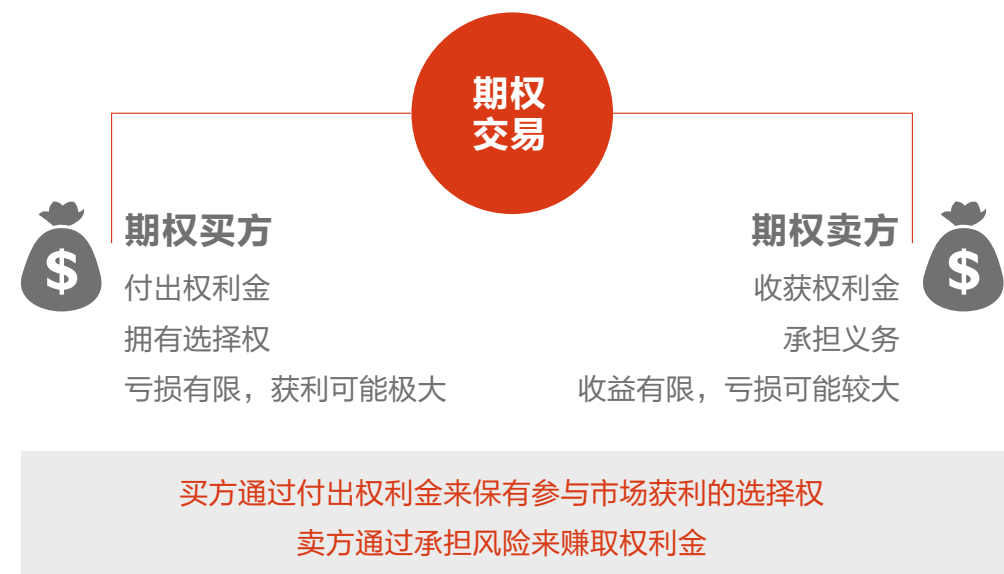 期权
交易
期权买方
付出权利金
拥有选择权
亏损有限，获利可能极大
期权卖方
收获权利金
承担义务
收益有限，亏损可能较大
$
$
买方通过付出权利金来保有参与市场获利的选择权
卖方通过承担风险来赚取权利金